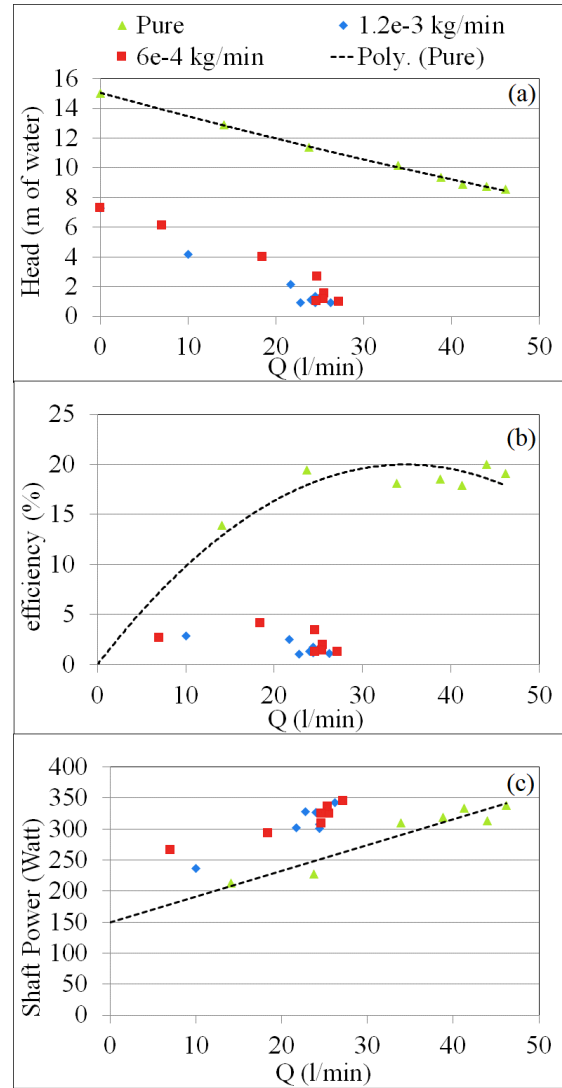 Pure 1.2e-3 kg/min
6e-4 kg/min Poly. (Pure)
(a)
Head (m of water)
16
14
12
10
8
6
4
2
0
0 10 20 30 40 50
Q (l/min)
(b)
efficiency (%)
25
20
15
10
5
0
0 10 20 30 40 50
Q (l/min)
(c)
Shaft Power (Watt)
400
350
300
250
200
150
100
50
0
0 10 20 30 40 50
Q (l/min)